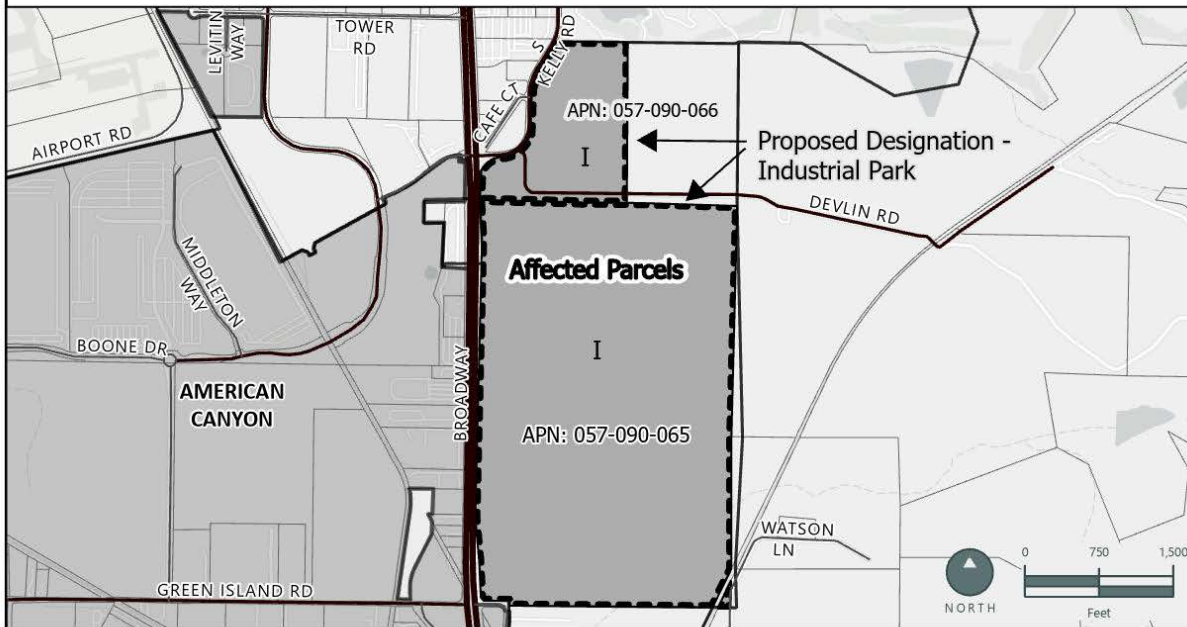 LEVITIN
WAY
TOWER
RD
S
KELLY RD
CAFE CT
AIRPORT RD
APN: 057-090-066
I
Proposed Designation -
Industrial Park
DEVLIN RD
MIDDLETON
WAY
Affected Parcels
BOONE DR
I
AMERICAN
CANYON
BROADWAY
APN: 057-090-065
WATSON
LN
GREEN ISLAND RD
NORTH
0 750 1,500
Feet